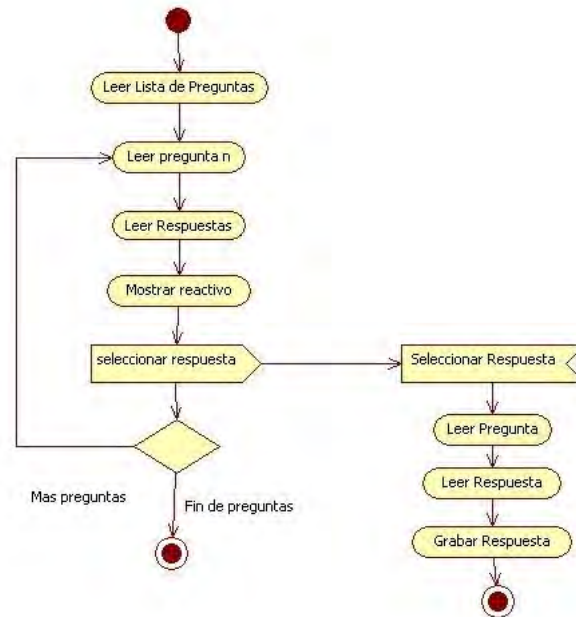 Leer Lista de Preguntas
Leer pregunta n
Leer Respuestas
Mostrar reactivo
seleccionar respuesta
Seleccionar Respuesta
Leer Pregunta
Leer Respuesta
Grabar Respuesta
Mas preguntas
Fin de preguntas